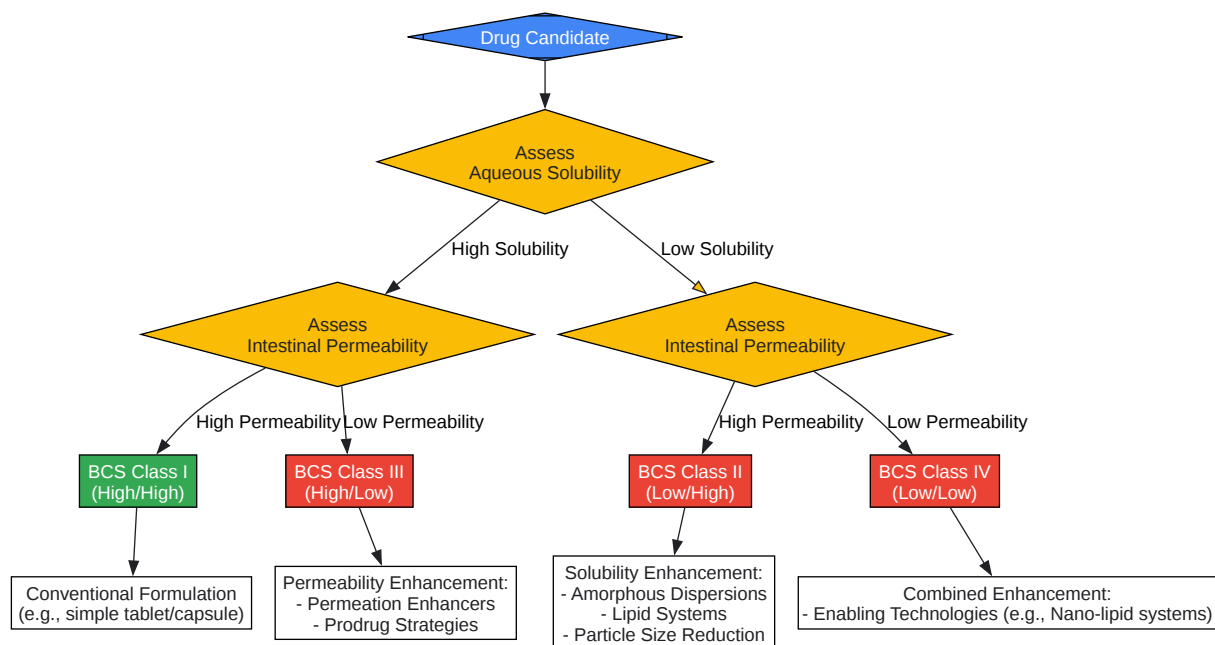 Drug Candidate
Assess
Aqueous Solubility
High Solubility
Low Solubility
Assess
Intestinal Permeability
Assess
Intestinal Permeability
High Permeability
Low Permeability
High Permeability
Low Permeability
BCS Class I
(High/High)
BCS Class III
(High/Low)
BCS Class II
(Low/High)
BCS Class IV
(Low/Low)
Conventional Formulation
(e.g., simple tablet/capsule)
Permeability Enhancement:
- Permeation Enhancers
- Prodrug Strategies
Solubility Enhancement:
- Amorphous Dispersions
- Lipid Systems
- Particle Size Reduction
Combined Enhancement:
- Enabling Technologies (e.g., Nano-lipid systems)